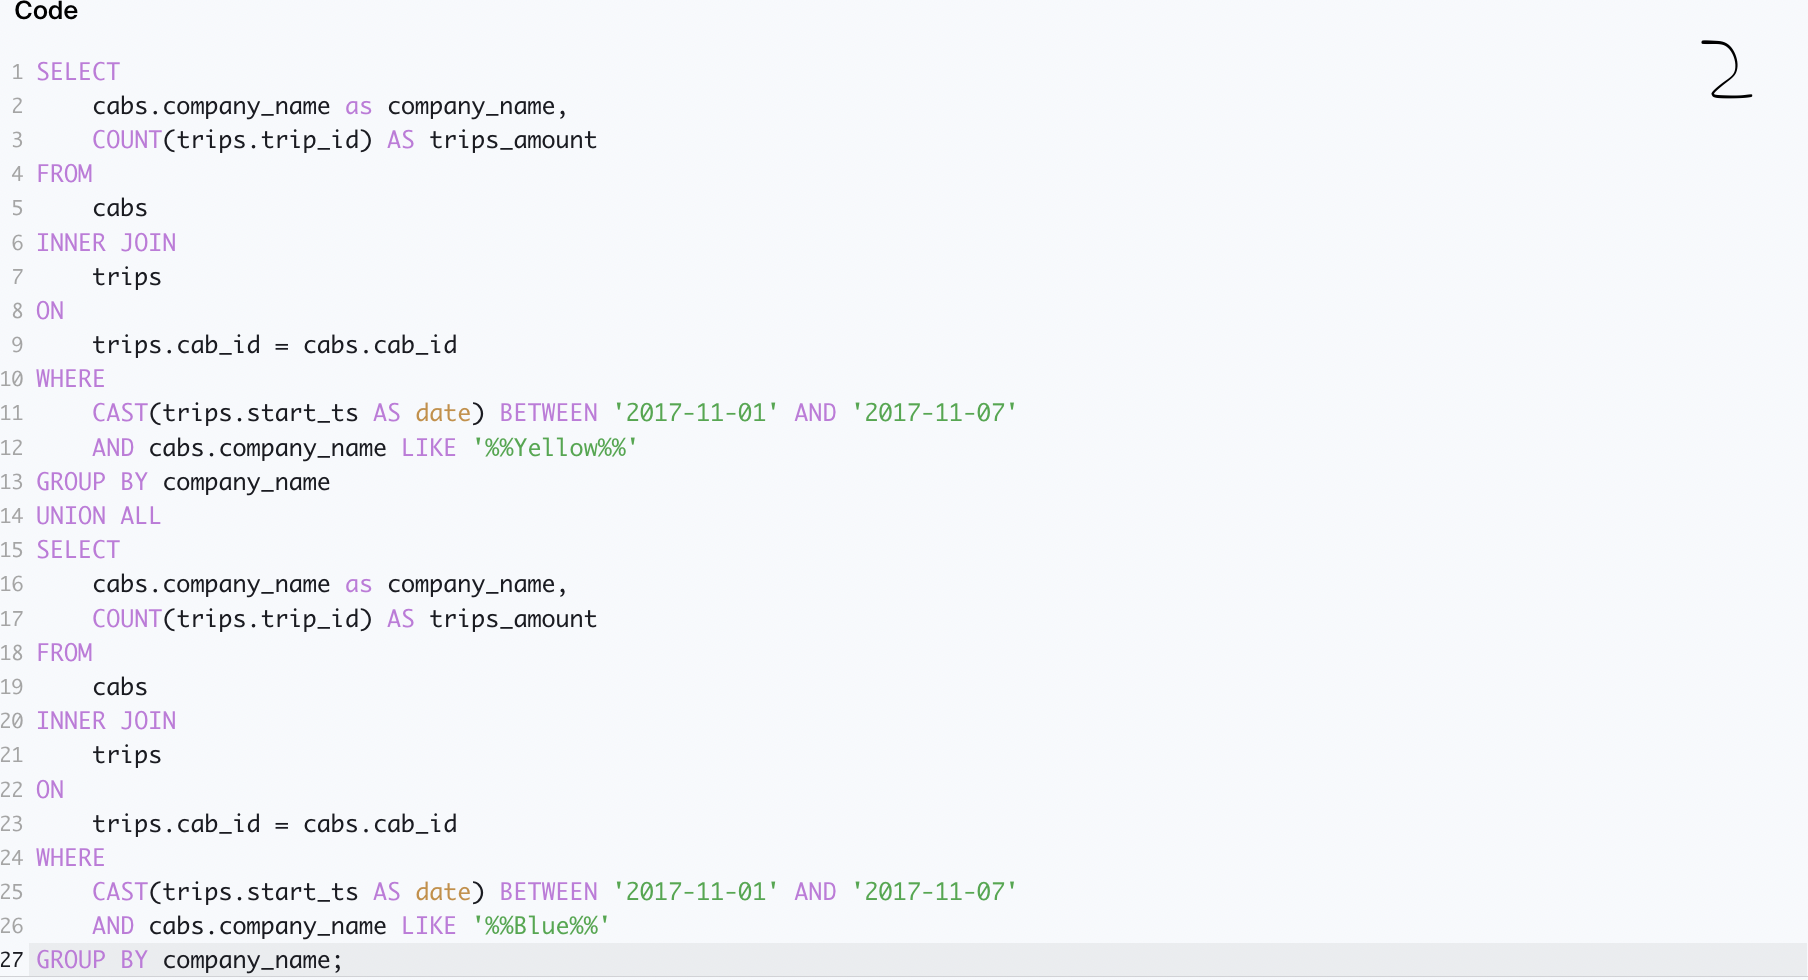 Code
2
1 SELECT
2     cabs.company_name as company_name,
3     COUNT(trips.trip_id) AS trips_amount
4 FROM
5     cabs
6 INNER JOIN
7     trips
8 ON
9     trips.cab_id = cabs.cab_id
10 WHERE
11     CAST(trips.start_ts AS date) BETWEEN '2017-11-01' AND '2017-11-07'
12     AND cabs.company_name LIKE '%%Yellow%%'
13 GROUP BY company_name
14 UNION ALL
15 SELECT
16     cabs.company_name as company_name,
17     COUNT(trips.trip_id) AS trips_amount
18 FROM
19     cabs
20 INNER JOIN
21     trips
22 ON
23     trips.cab_id = cabs.cab_id
24 WHERE
25     CAST(trips.start_ts AS date) BETWEEN '2017-11-01' AND '2017-11-07'
26     AND cabs.company_name LIKE '%%Blue%%'
27 GROUP BY company_name;